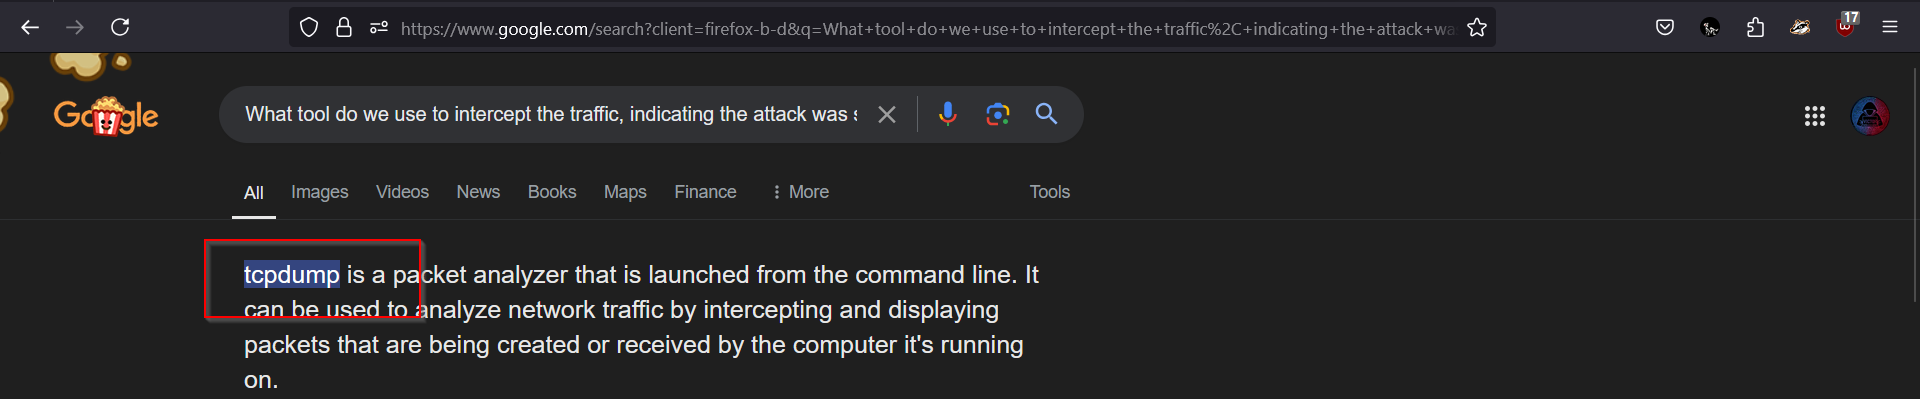 https://www.google.com/search?client=firefox-b-d&q=What+tool+do+we+use+to+intercept+the+traffic%2C+indicating+the+attack+wa
17
Google
What tool do we use to intercept the traffic, indicating the attack was s
All Images Videos News Books Maps Finance More Tools
tcpdump is a packet analyzer that is launched from the command line. It
can be used to analyze network traffic by intercepting and displaying
packets that are being created or received by the computer it's running
on.